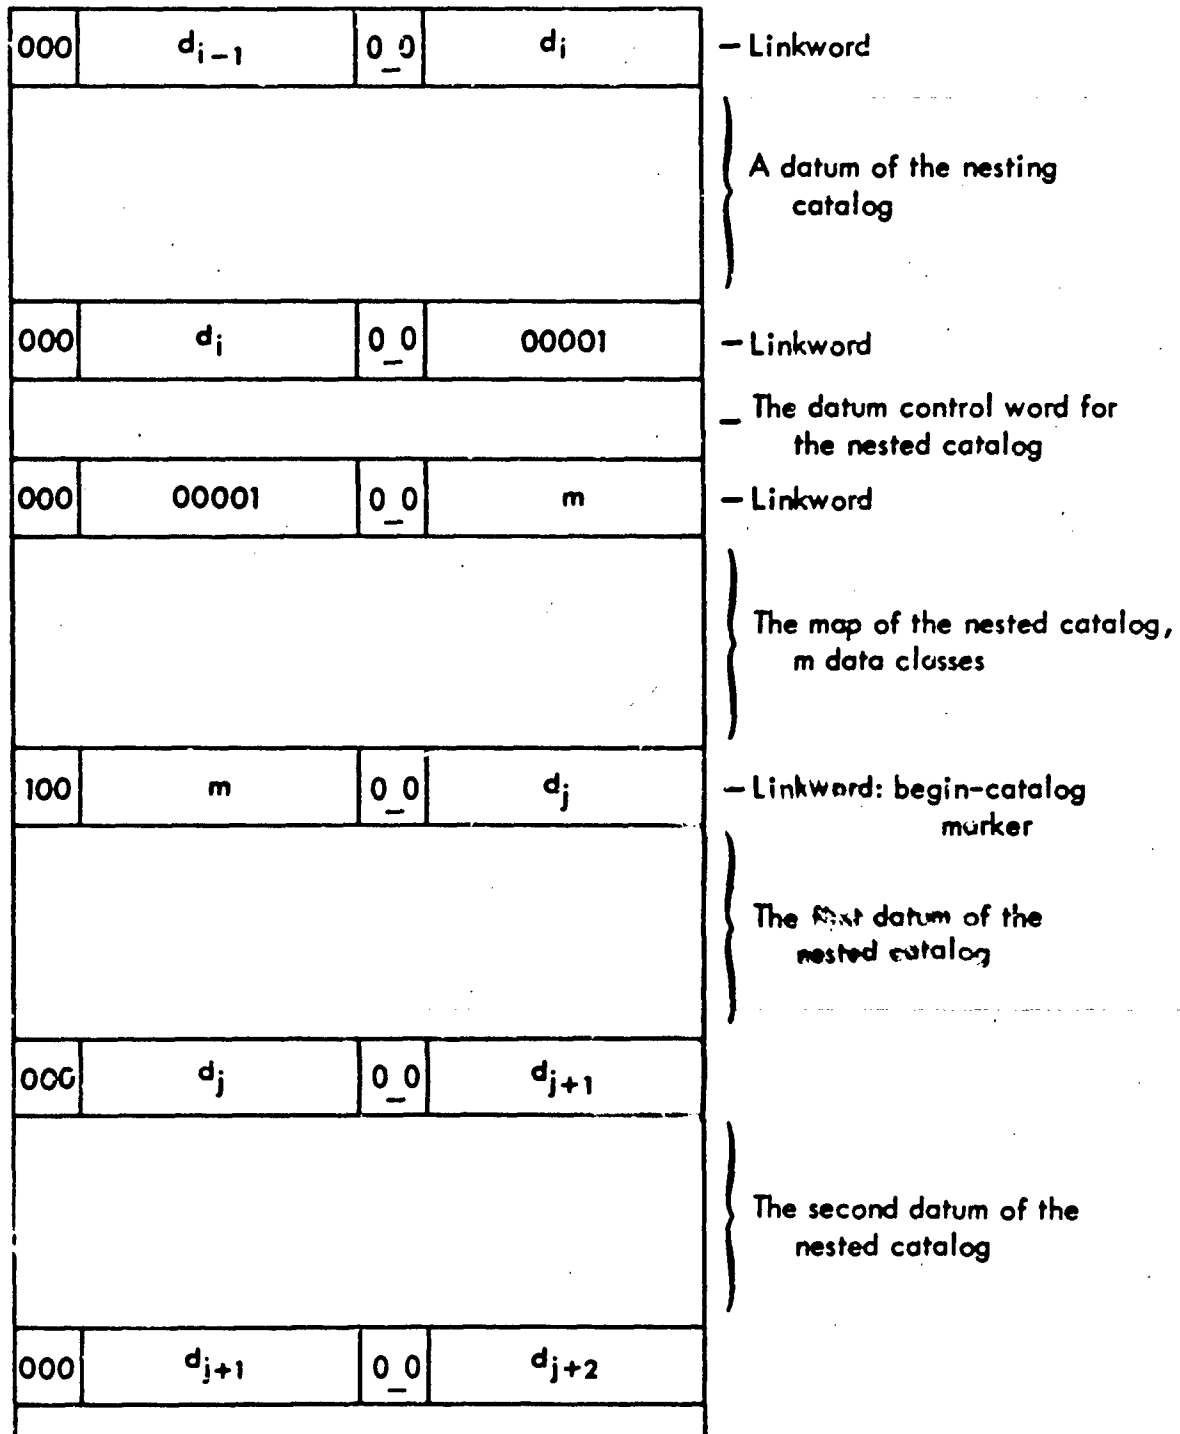 000 d_{i-1} 0_0 d_i – Linkword
A datum of the nesting
catalog
000 d_i 0_0 00001 – Linkword
– The datum control word for
the nested catalog
000 00001 0_0 m – Linkword
The map of the nested catalog,
m data classes
100 m 0_0 d_j – Linkword: begin-catalog
marker
The first datum of the
nested catalog
000 d_j 0_0 d_{j+1}
The second datum of the
nested catalog
000 d_{j+1} 0_0 d_{j+2}